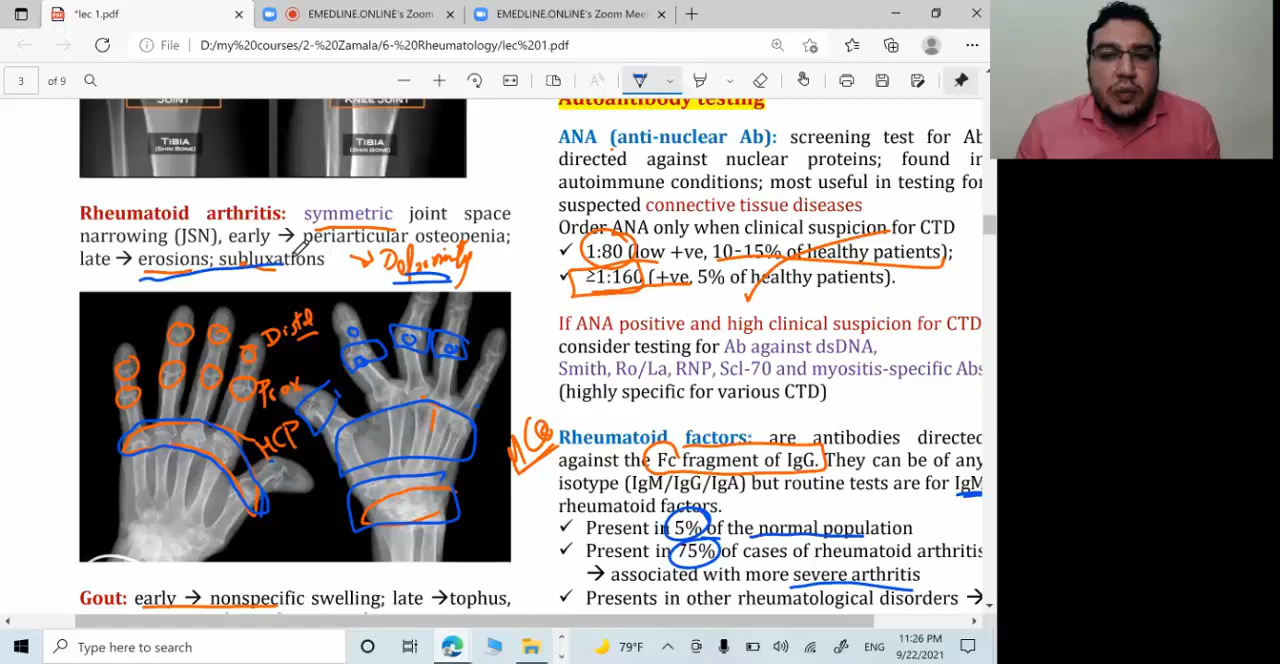 *lec 1.pdf
EMEDLINE.ONLINE's Zoom
EMEDLINE.ONLINE's Zoom Mee
File
D:/my%20courses/2-%20Zamala/6-%20Rheumatology/lec%201.pdf
3 of 9
JOINT
KNEE JOINT
TIBIA
(SHIN BONE)
TIBIA
(SHIN BONE)
Rheumatoid arthritis: symmetric joint space
narrowing (JSN), early → periarticular osteopenia;
late → erosions; subluxations
Deformity
Distal
Prox
MCP
MCQ
Gout: early → nonspecific swelling; late →tophus,
Autoantibody testing
ANA (anti-nuclear Ab): screening test for Ab
directed against nuclear proteins; found in
autoimmune conditions; most useful in testing for
suspected connective tissue diseases
Order ANA only when clinical suspicion for CTD
✓ 1:80 (low +ve, 10-15% of healthy patients);
✓ ≥1:160 (+ve, 5% of healthy patients).
If ANA positive and high clinical suspicion for CTD
consider testing for Ab against dsDNA,
Smith, Ro/La, RNP, Scl-70 and myositis-specific Abs
(highly specific for various CTD)
Rheumatoid factors: are antibodies directed
against the Fc fragment of IgG. They can be of any
isotype (IgM/IgG/IgA) but routine tests are for IgM
rheumatoid factors.
✓ Present in 5% of the normal population
✓ Present in 75% of cases of rheumatoid arthritis
→ associated with more severe arthritis
✓ Presents in other rheumatological disorders →
Type here to search
79°F
ENG
11:26 PM
9/22/2021